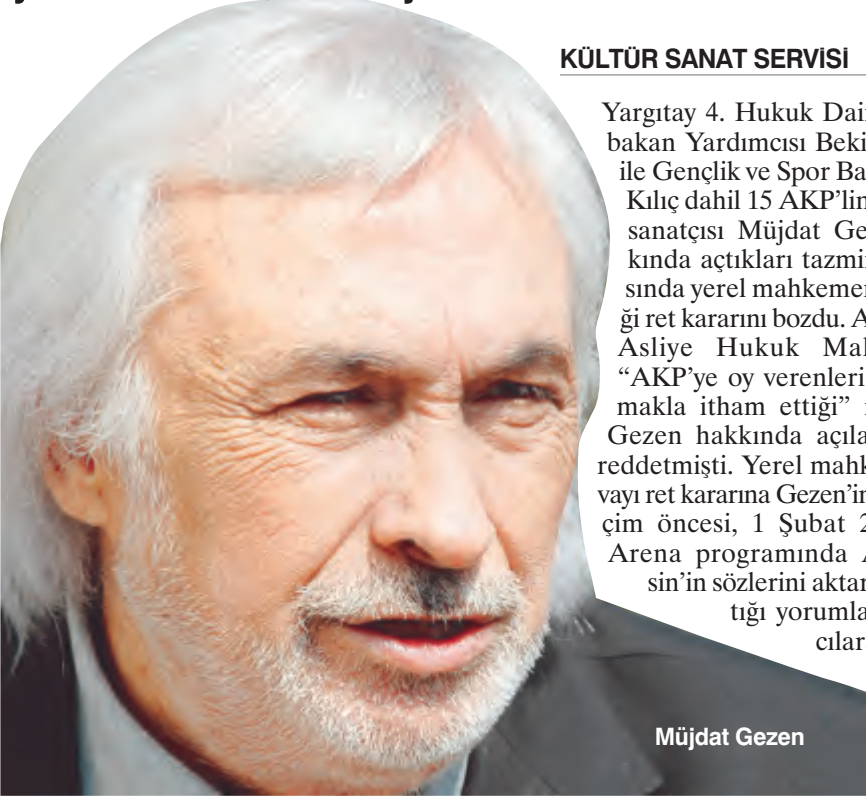 KÜLTÜR SANAT SERVİSİ
Yargıtay 4. Hukuk Dai
bakan Yardımcısı Beki
ile Gençlik ve Spor Ba
Kılıç dahil 15 AKP’lin
sanatçısı Müjdat Ge
kında açtıkları tazmi
sında yerel mahkeme
ği ret kararını bozdu. A
Asliye Hukuk Mal
“AKP’ye oy verenleri
makla itham ettiği”
Gezen hakkında açıla
reddetmişti. Yerel mahk
vayı ret kararına Gezen’in
çim öncesi, 1 Şubat 2
Arena programında A
sin’in sözlerini aktar
tığı yorumla
cılar
Müjdat Gezen